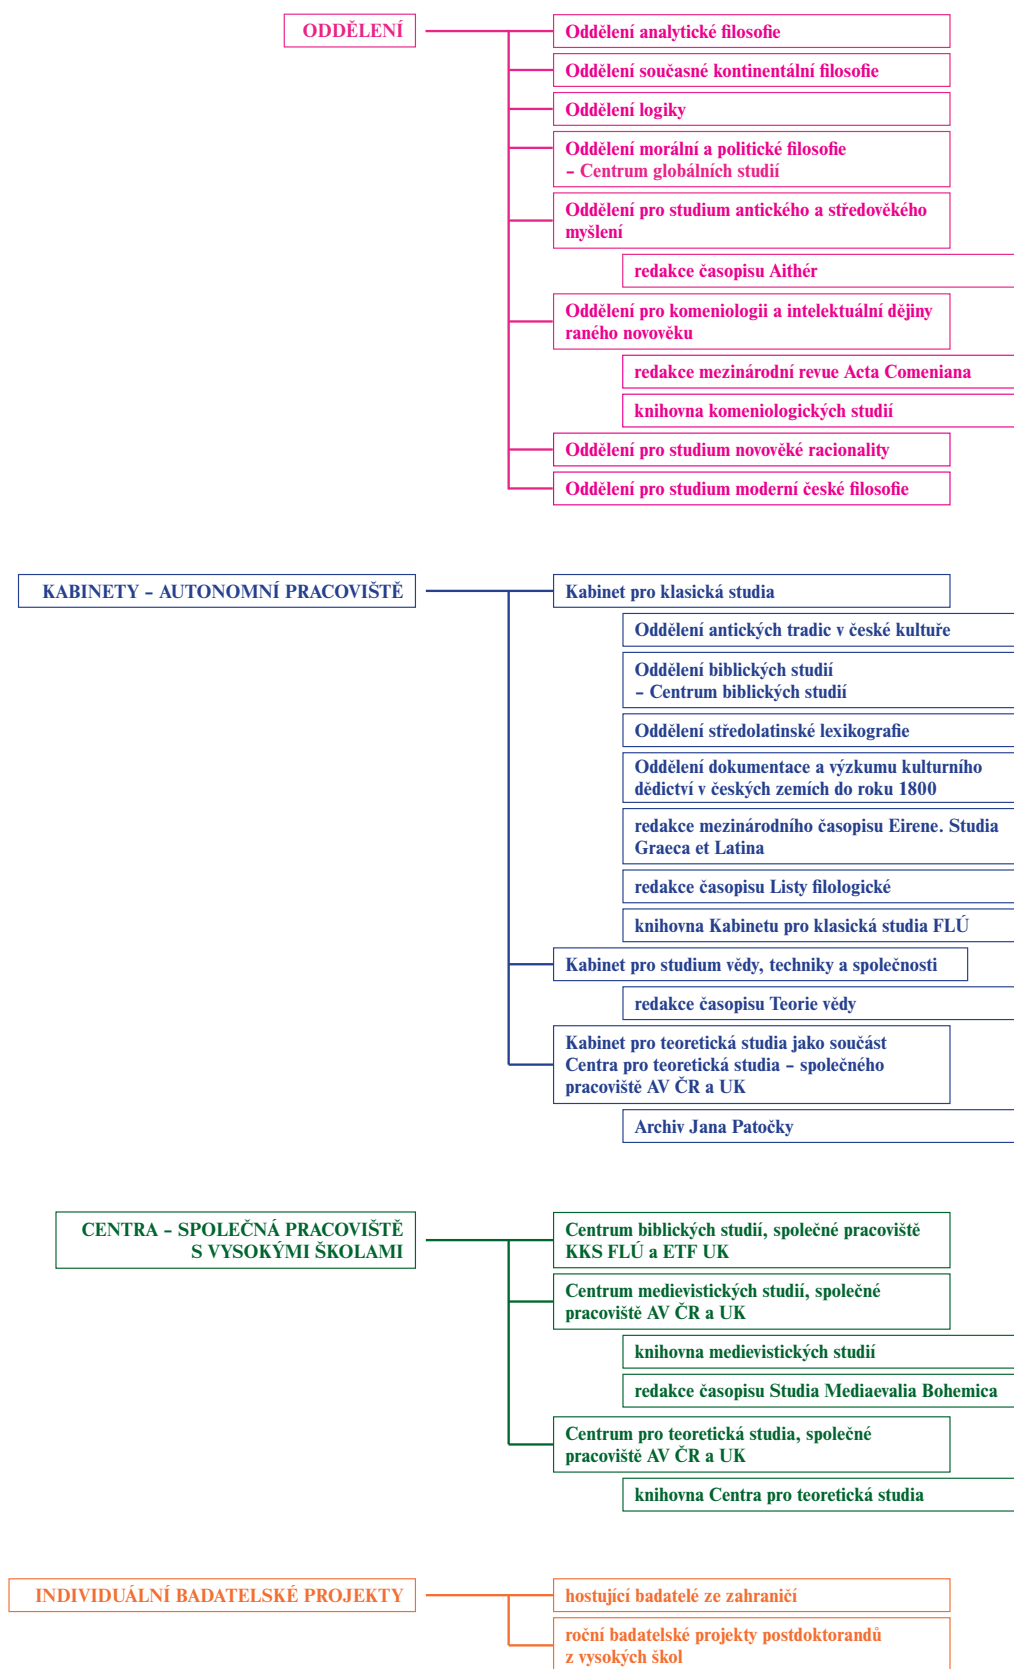 ODDĚLENÍ
Oddělení analytické filosofie
Oddělení současné kontinentální filosofie
Oddělení logiky
Oddělení morální a politické filosofie
– Centrum globálních studií
Oddělení pro studium antického a středověkého
myšlení
redakce časopisu Aithér
Oddělení pro komeniologii a intelektuální dějiny
raného novověku
redakce mezinárodní revue Acta Comeniana
knihovna komeniologických studií
Oddělení pro studium novověké racionality
Oddělení pro studium moderní české filosofie
KABINETY – AUTONOMNÍ PRACOVIŠTĚ
Kabinet pro klasická studia
Oddělení antických tradic v české kultuře
Oddělení biblických studií
– Centrum biblických studií
Oddělení středolatinské lexikografie
Oddělení dokumentace a výzkumu kulturního
dědictví v českých zemích do roku 1800
redakce mezinárodního časopisu Eirene. Studia
Graeca et Latina
redakce časopisu Listy filologické
knihovna Kabinetu pro klasická studia FLÚ
Kabinet pro studium vědy, techniky a společnosti
redakce časopisu Teorie vědy
Kabinet pro teoretická studia jako součást
Centra pro teoretická studia – společného
pracoviště AV ČR a UK
Archiv Jana Patočky
CENTRA – SPOLEČNÁ PRACOVIŠTĚ
S VYSOKÝMI ŠKOLAMI
Centrum biblických studií, společné pracoviště
KKS FLÚ a ETF UK
Centrum medievistických studií, společné
pracoviště AV ČR a UK
knihovna medievistických studií
redakce časopisu Studia Mediaevalia Bohemica
Centrum pro teoretická studia, společné
pracoviště AV ČR a UK
knihovna Centra pro teoretická studia
INDIVIDUÁLNÍ BADATELSKÉ PROJEKTY
hostující badatelé ze zahraničí
roční badatelské projekty postdoktorandů
z vysokých škol